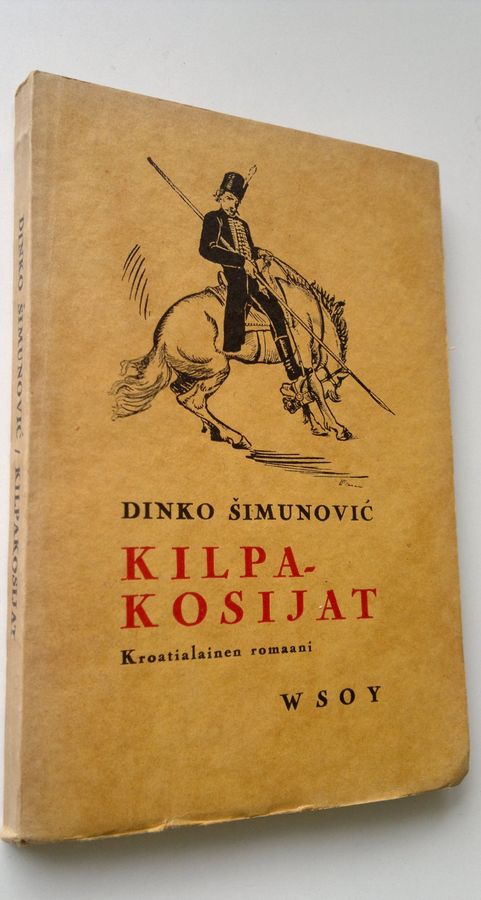 DINKO ŠIMUNOVIĆ / KILPAKOSIJAT
DINKO ŠIMUNOVIĆ
KILPA-
KOSIJAT
Kroatialainen romaani
WSOY